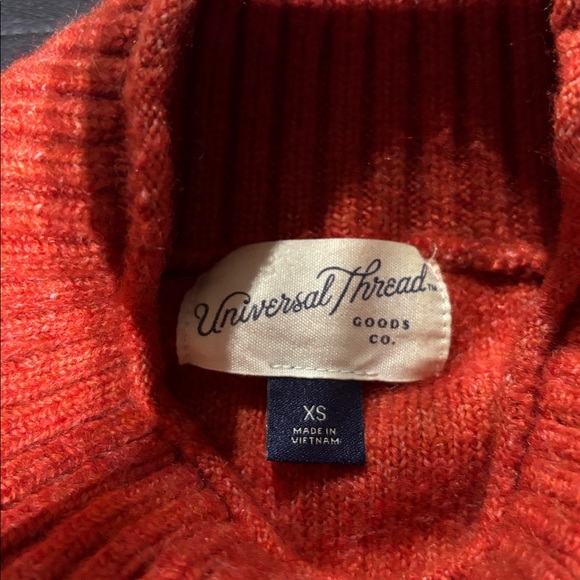 Universal Thread™
GOODS
CO.
XS
MADE IN
VIETNAM